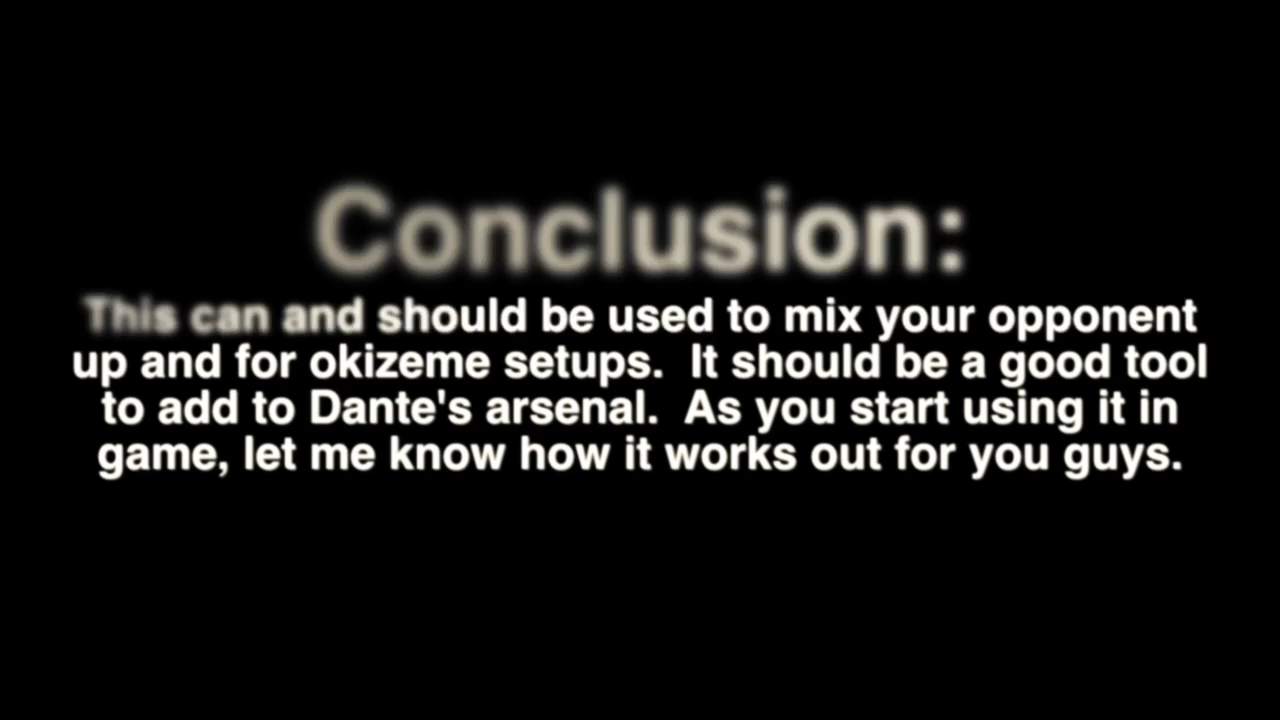 Conclusion:
This can and should be used to mix your opponent
up and for okizeme setups.  It should be a good tool
to add to Dante's arsenal.  As you start using it in
game, let me know how it works out for you guys.